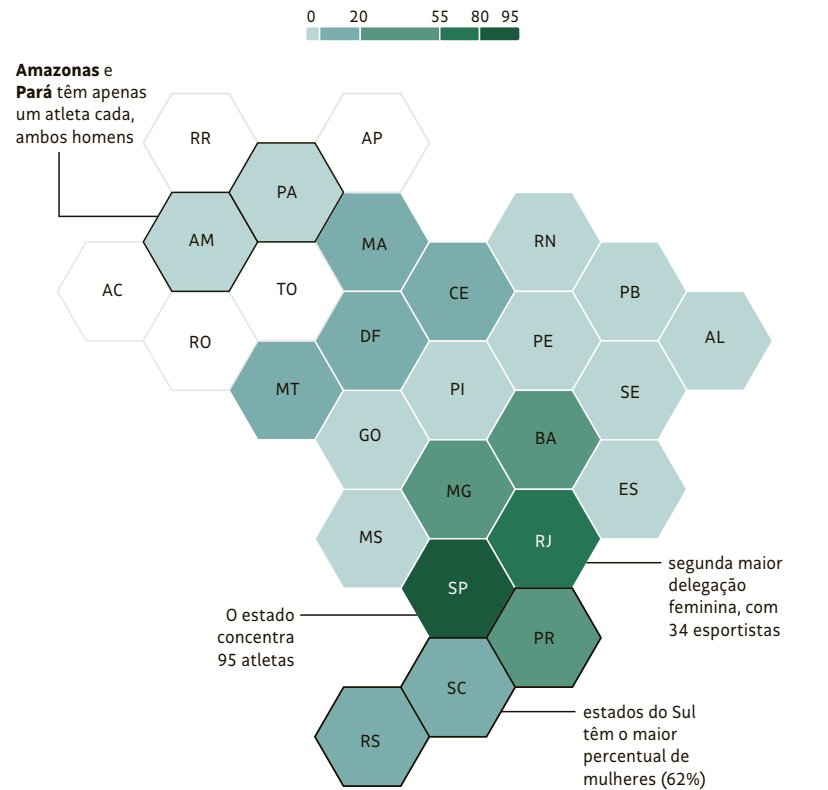 0 20 55 80 95
Amazonas e
Pará têm apenas
um atleta cada,
ambos homens
RR
AP
PA
AM
MA
RN
AC
TO
CE
PB
RO
DF
PE
AL
MT
PI
SE
GO
BA
MG
ES
MS
RJ
SP
segunda maior
delegação
feminina, com
34 esportistas
O estado
concentra
95 atletas
PR
SC
RS
estados do Sul
têm o maior
percentual de
mulheres (62%)